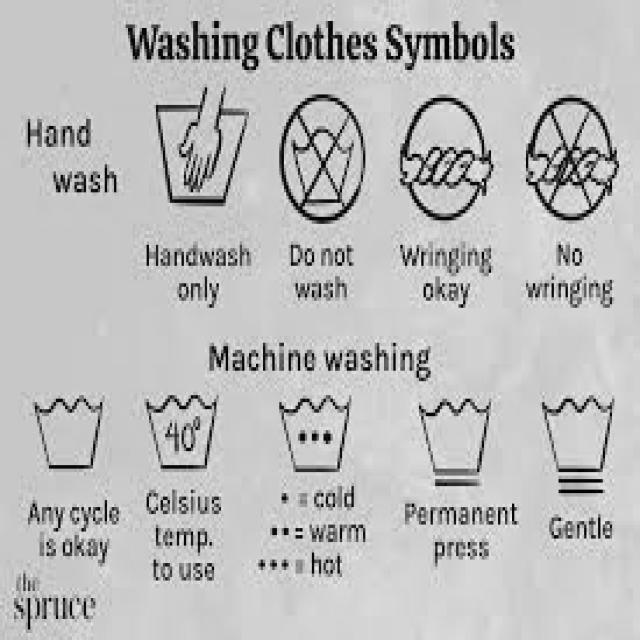 Washing Clothes Symbols
Hand
wash
Handwash
only
Do not
wash
Wringing
okay
No
wringing
Machine washing
40°
Any cycle
is okay
Celsius
temp.
to use
• = cold
•• = warm
••• = hot
Permanent
press
Gentle
the
spruce